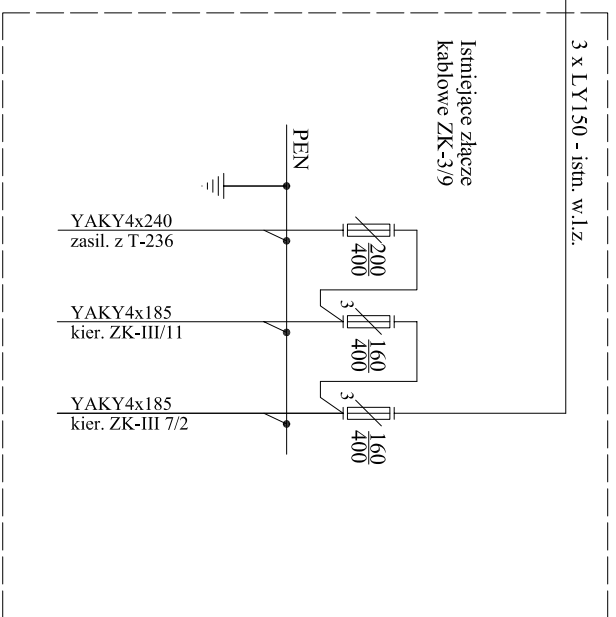 3 x LY150 - istn. w.l.z.
Istniejące złącze
kablowe ZK-3/9
PEN
200
400
3
160
400
3
160
400
YAKY4x240
zasil. z T-236
YAKY4x185
kier. ZK-III/11
YAKY4x185
kier. ZK-III 7/2